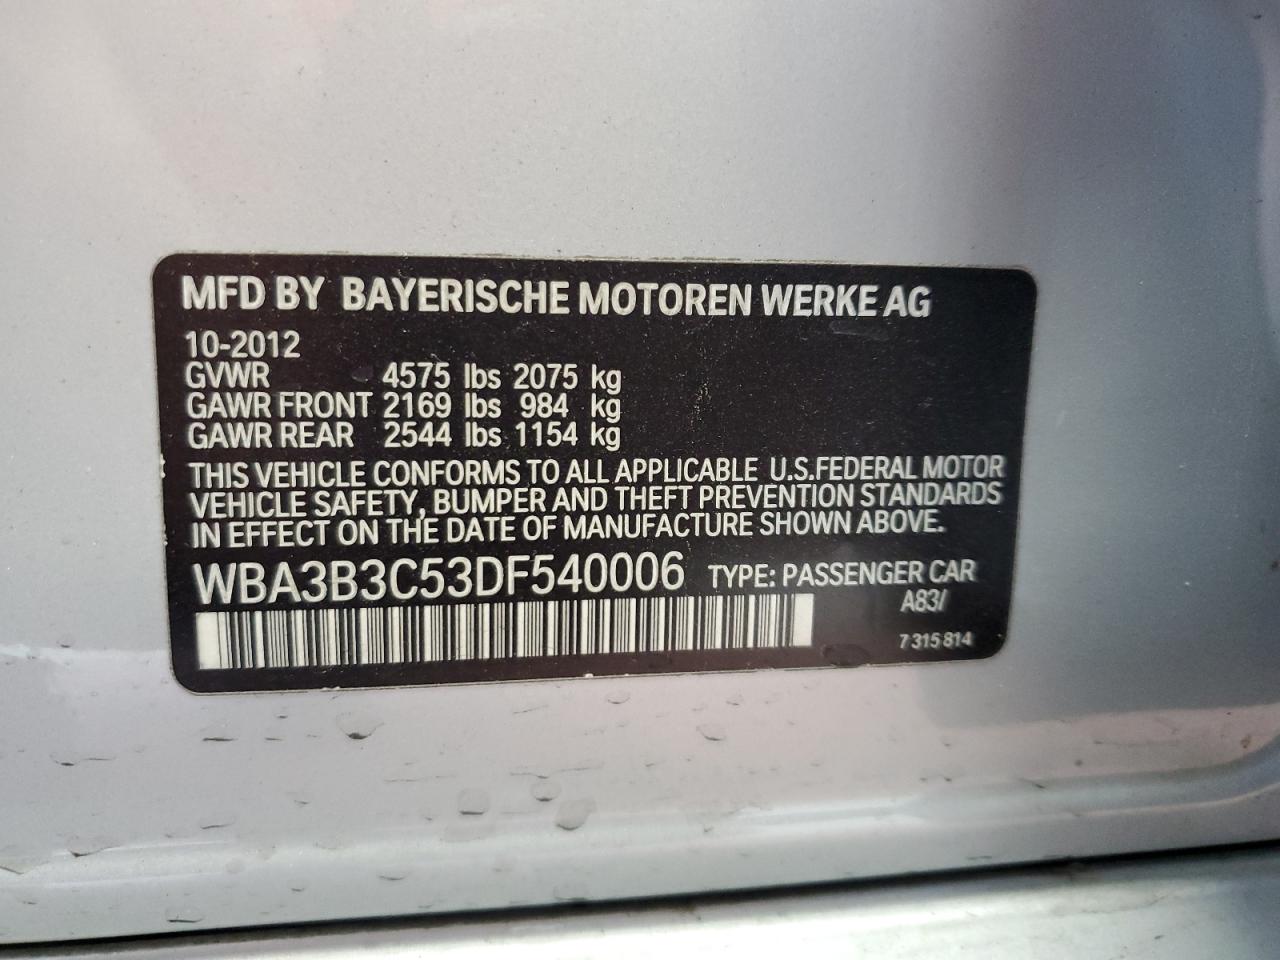 MFD BY BAYERISCHE MOTOREN WERKE AG
10-2012
GVWR 4575 lbs 2075 kg
GAWR FRONT 2169 lbs 984 kg
GAWR REAR 2544 lbs 1154 kg
THIS VEHICLE CONFORMS TO ALL APPLICABLE U.S.FEDERAL MOTOR
VEHICLE SAFETY, BUMPER AND THEFT PREVENTION STANDARDS
IN EFFECT ON THE DATE OF MANUFACTURE SHOWN ABOVE.
WBA3B3C53DF540006 TYPE: PASSENGER CAR
A83/
7 315 814